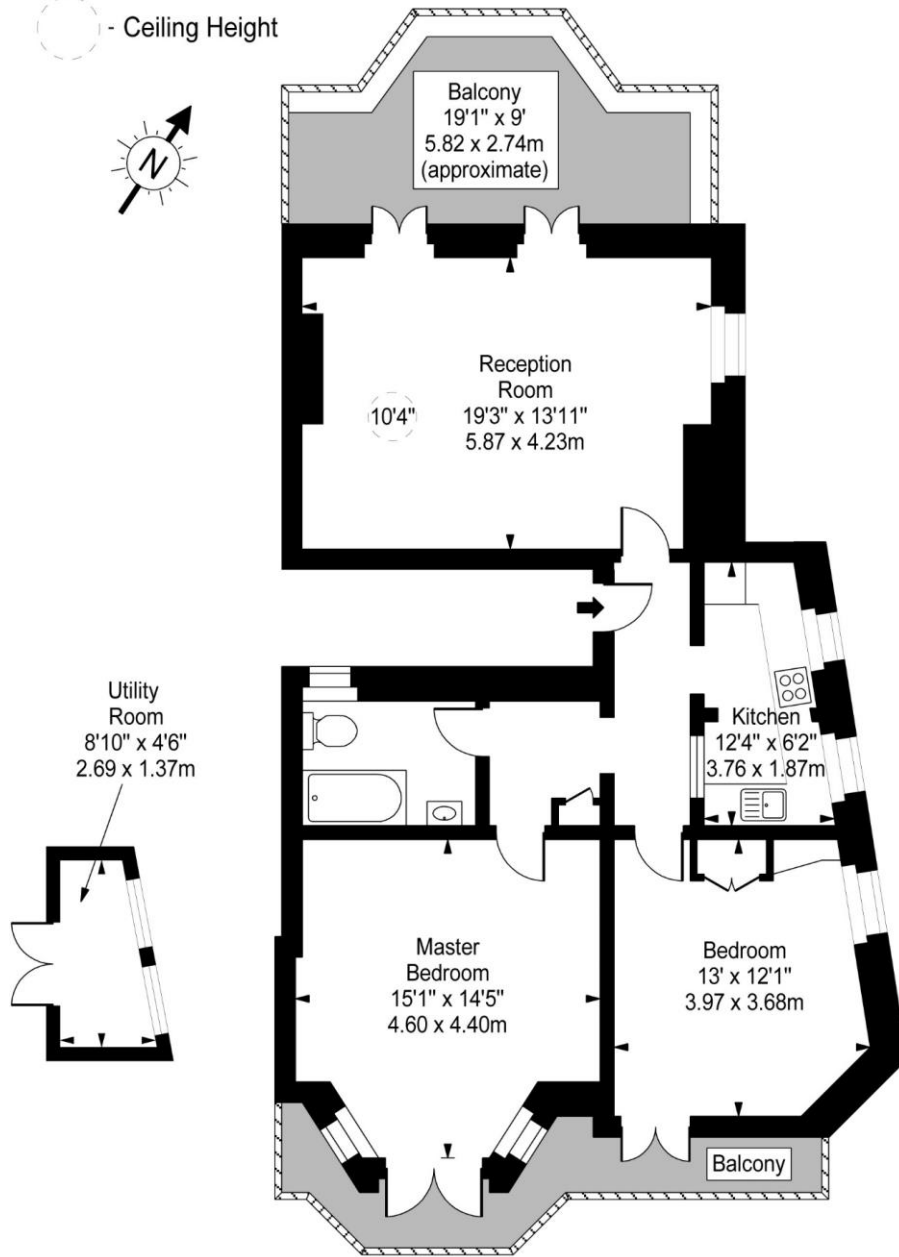 - Ceiling Height
N
Balcony
19'1" x 9'
5.82 x 2.74m
(approximate)
Reception
Room
19'3" x 13'11"
5.87 x 4.23m
10'4"
Utility
Room
8'10" x 4'6"
2.69 x 1.37m
Kitchen
12'4" x 6'2"
3.76 x 1.87m
Master
Bedroom
15'1" x 14'5"
4.60 x 4.40m
Bedroom
13' x 12'1"
3.97 x 3.68m
Balcony